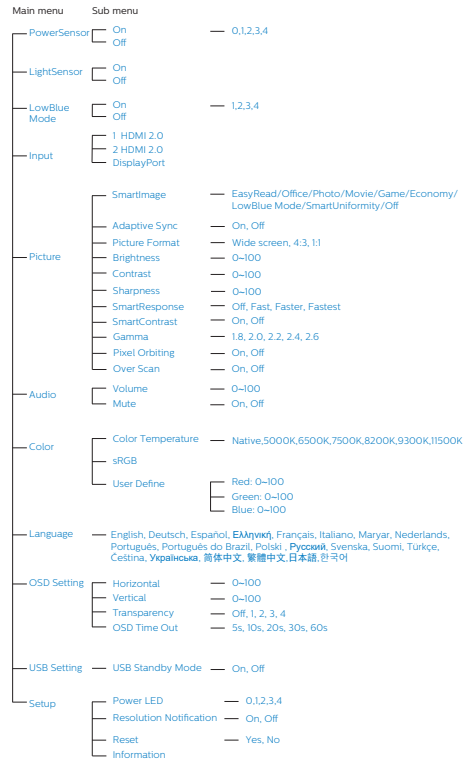 Main menu Sub menu
PowerSensor On 0,1,2,3,4
Off
LightSensor On
Off
LowBlue Mode On 1,2,3,4
Off
Input 1 HDMI 2.0
2 HDMI 2.0
DisplayPort
Picture SmartImage EasyRead/Office/Photo/Movie/Game/Economy/
LowBlue Mode/SmartUniformity/Off
Adaptive Sync On, Off
Picture Format Wide screen, 4:3, 1:1
Brightness 0~100
Contrast 0~100
Sharpness 0~100
SmartResponse Off, Fast, Faster, Fastest
SmartContrast On, Off
Gamma 1.8, 2.0, 2.2, 2.4, 2.6
Pixel Orbiting On, Off
Over Scan On, Off
Audio Volume 0~100
Mute On, Off
Color Color Temperature Native,5000K,6500K,7500K,8200K,9300K,11500K
sRGB
User Define Red: 0~100
Green: 0~100
Blue: 0~100
Language English, Deutsch, Español, Ελληνική, Français, Italiano, Maryar, Nederlands,
Português, Português do Brazil, Polski , Русский, Svenska, Suomi, Türkçe,
Čeština, Українська, 简体中文, 繁體中文,日本語,한국어
OSD Setting Horizontal 0~100
Vertical 0~100
Transparency Off, 1, 2, 3, 4
OSD Time Out 5s, 10s, 20s, 30s, 60s
USB Setting USB Standby Mode On, Off
Setup Power LED 0,1,2,3,4
Resolution Notification On, Off
Reset Yes, No
Information